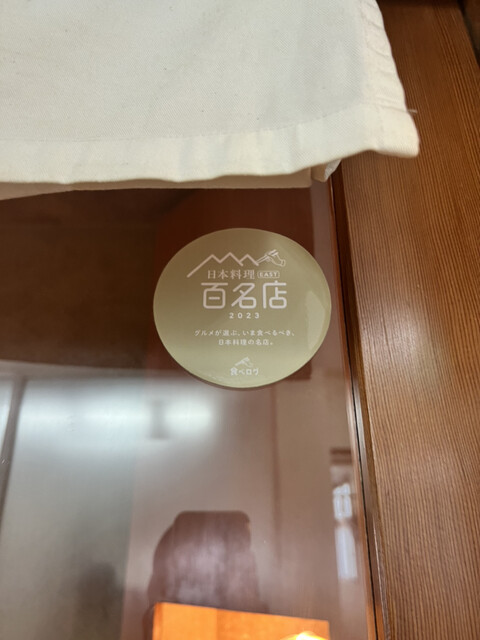 日本料理 EAST
百名店
2023
グルメが選ぶ、いま食べるべき、
日本料理の名店。
食べログ